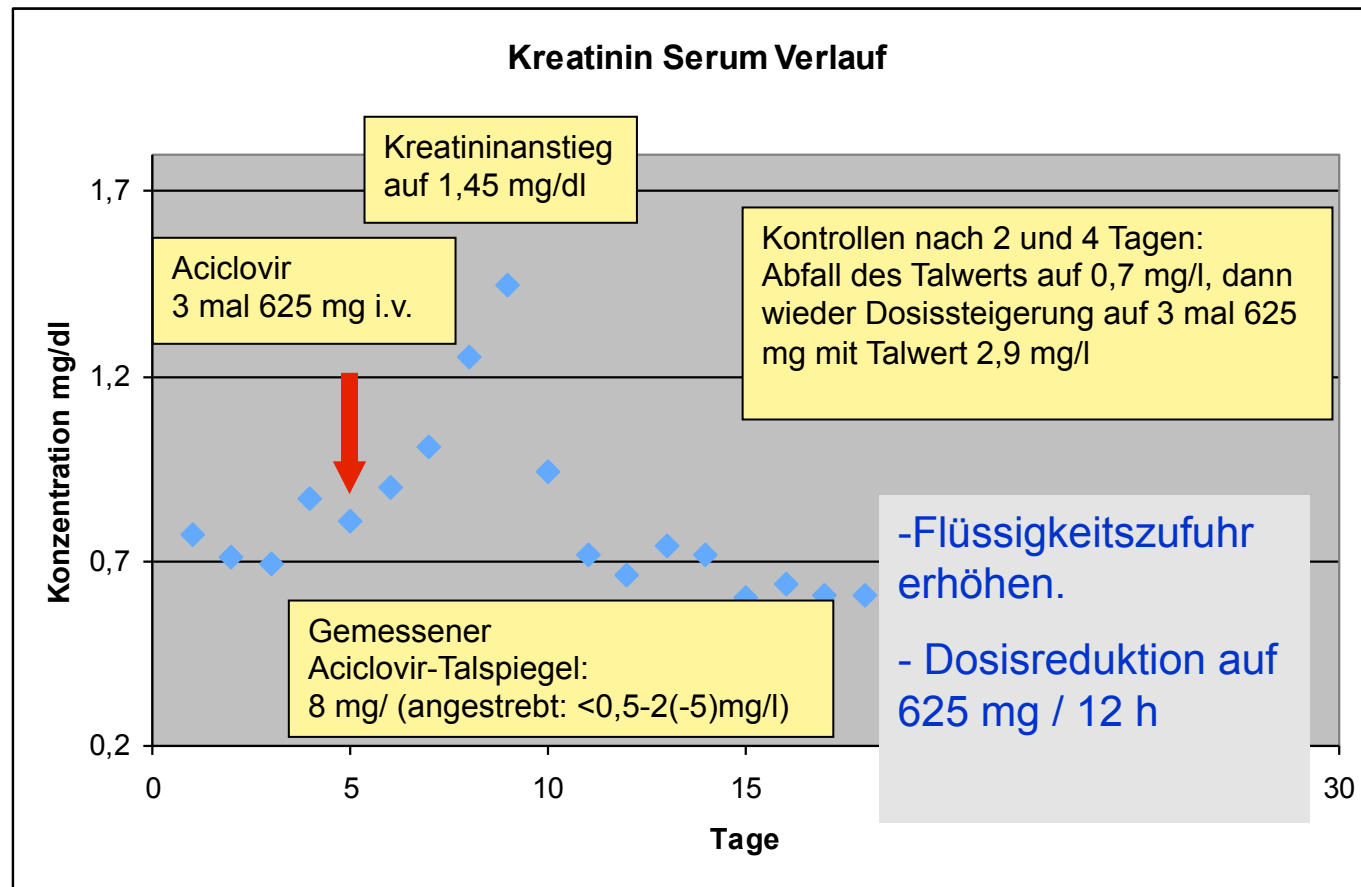 Kreatinin Serum Verlauf
Kreatininanstieg
auf 1,45 mg/dl
Aciclovir
3 mal 625 mg i.v.
Kontrollen nach 2 und 4 Tagen:
Abfall des Talwerts auf 0,7 mg/l, dann
wieder Dosissteigerung auf 3 mal 625
mg mit Talwert 2,9 mg/l
-Flüssigkeitszufuhr
erhöhen.
- Dosisreduktion auf
625 mg / 12 h
Gemessener
Aciclovir-Talspiegel:
8 mg/ (angestrebt: <0,5-2(-5)mg/l)
Konzentration mg/dl
1,7
1,2
0,7
0,2
0 5 10 15 30
Tage